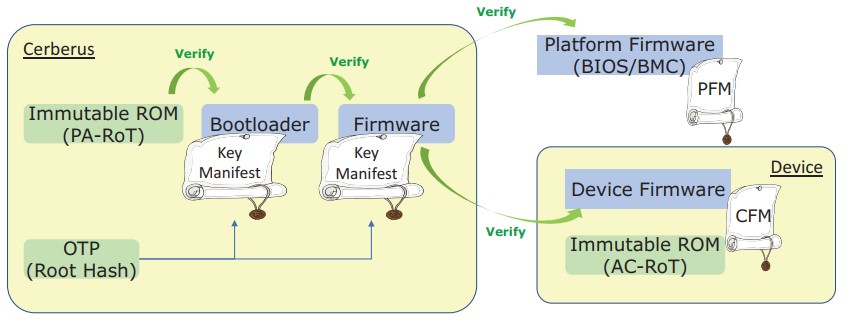 Cerberus
Verify
Verify
Verify
Immutable ROM
(PA-RoT)
Bootloader
Key
Manifest
Firmware
Key
Manifest
OTP
(Root Hash)
Platform Firmware
(BIOS/BMC)
PFM
Verify
Device
Device Firmware
CFM
Immutable ROM
(AC-RoT)